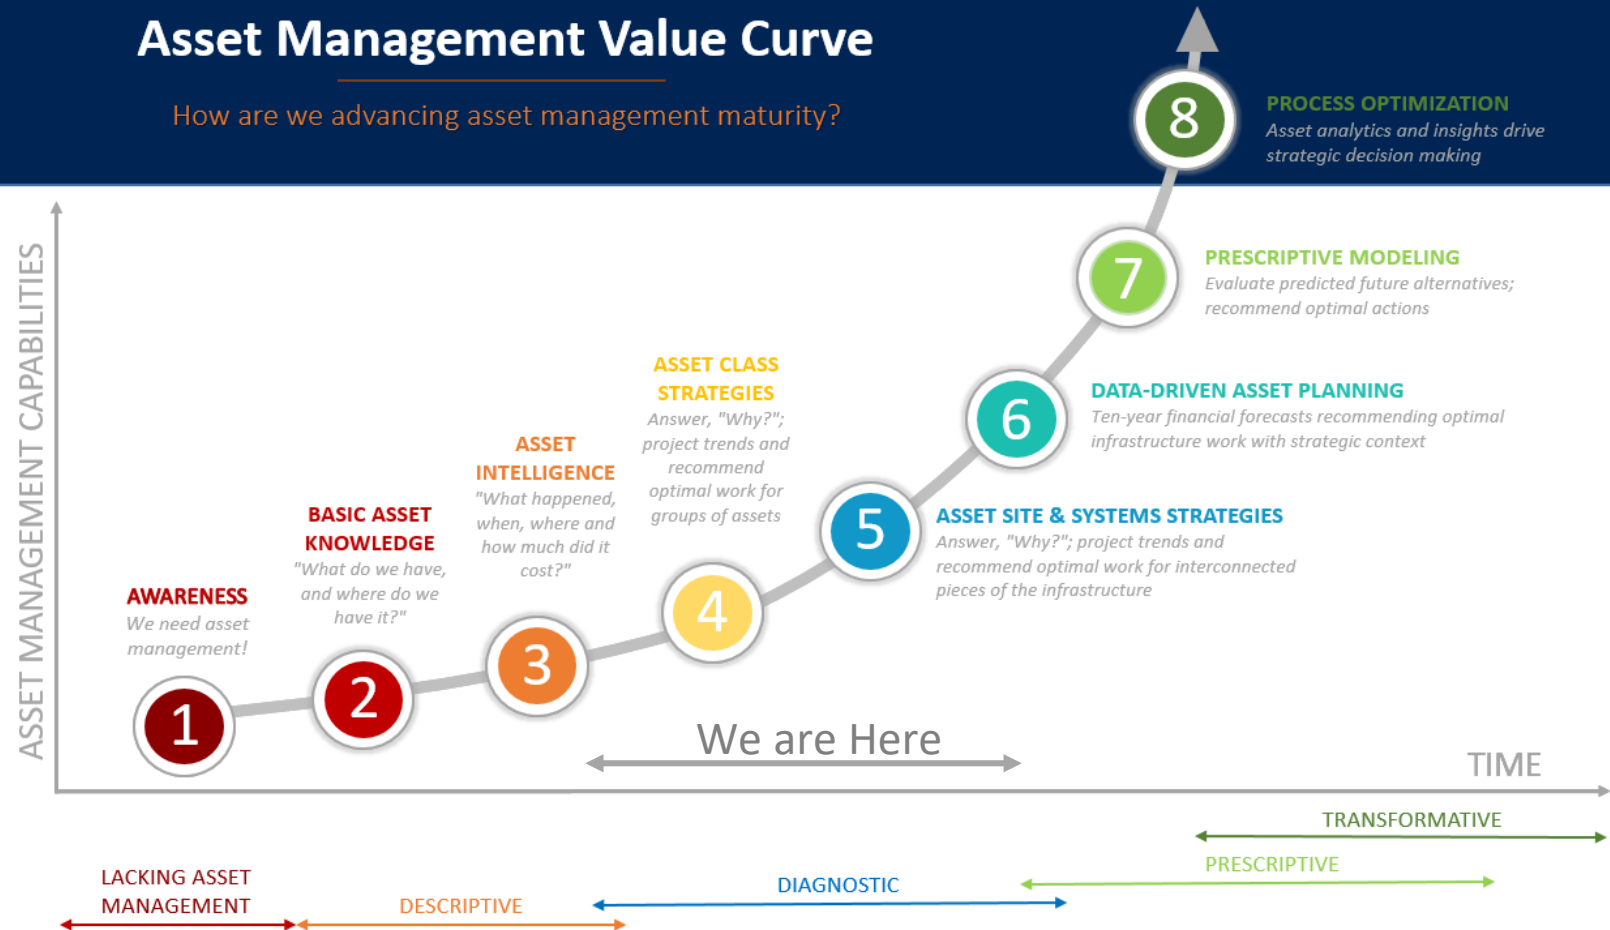 Asset Management Value Curve
How are we advancing asset management maturity?
8
PROCESS OPTIMIZATION
Asset analytics and insights drive
strategic decision making
7
PRESCRIPTIVE MODELING
Evaluate predicted future alternatives;
recommend optimal actions
6
DATA-DRIVEN ASSET PLANNING
Ten-year financial forecasts recommending optimal
infrastructure work with strategic context
5
ASSET SITE & SYSTEMS STRATEGIES
Answer, "Why?"; project trends and
recommend optimal work for interconnected
pieces of the infrastructure
ASSET CLASS
STRATEGIES
Answer, "Why?";
project trends and
recommend
optimal work for
groups of assets
4
ASSET
INTELLIGENCE
"What happened,
when, where and
how much did it
cost?"
3
BASIC ASSET
KNOWLEDGE
"What do we have,
and where do we
have it?"
2
AWARENESS
We need asset
management!
1
ASSET MANAGEMENT CAPABILITIES
We are Here
TIME
TRANSFORMATIVE
PRESCRIPTIVE
DIAGNOSTIC
DESCRIPTIVE
LACKING ASSET
MANAGEMENT